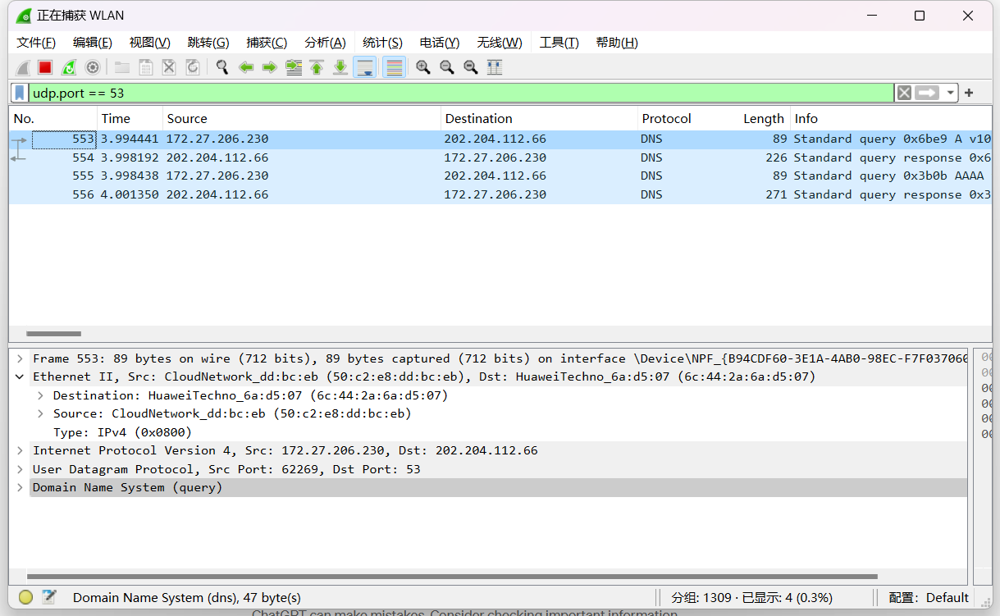 正在捕获 WLAN
文件(F) 编辑(E) 视图(V) 跳转(G) 捕获(C) 分析(A) 统计(S) 电话(Y) 无线(W) 工具(T) 帮助(H)
udp.port == 53
No. Time Source Destination Protocol Length Info
553 3.994441 172.27.206.230 202.204.112.66 DNS 89 Standard query 0x6be9 A v10
554 3.998192 202.204.112.66 172.27.206.230 DNS 226 Standard query response 0x6
555 3.998438 172.27.206.230 202.204.112.66 DNS 89 Standard query 0x3b0b AAAA
556 4.001350 202.204.112.66 172.27.206.230 DNS 271 Standard query response 0x3
Frame 553: 89 bytes on wire (712 bits), 89 bytes captured (712 bits) on interface \Device\NPF_{B94CDF60-3E1A-4AB0-98EC-F7F037060
Ethernet II, Src: CloudNetwork_dd:bc:eb (50:c2:e8:dd:bc:eb), Dst: HuaweiTechno_6a:d5:07 (6c:44:2a:6a:d5:07)
Destination: HuaweiTechno_6a:d5:07 (6c:44:2a:6a:d5:07)
Source: CloudNetwork_dd:bc:eb (50:c2:e8:dd:bc:eb)
Type: IPv4 (0x0800)
Internet Protocol Version 4, Src: 172.27.206.230, Dst: 202.204.112.66
User Datagram Protocol, Src Port: 62269, Dst Port: 53
Domain Name System (query)
Domain Name System (dns), 47 byte(s) 分组: 1309 · 已显示: 4 (0.3%) 配置: Default
ChatGPT can make mistakes. Consider checking important information.